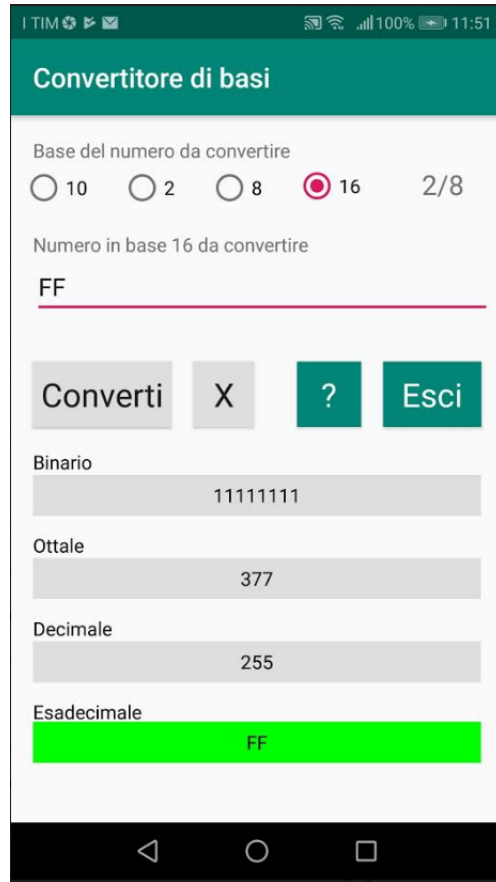 I TIM 100% 11:51
Convertitore di basi
Base del numero da convertire
10 2 8 16 2/8
Numero in base 16 da convertire
FF
Converti X ? Esci
Binario
11111111
Ottale
377
Decimale
255
Esadecimale
FF